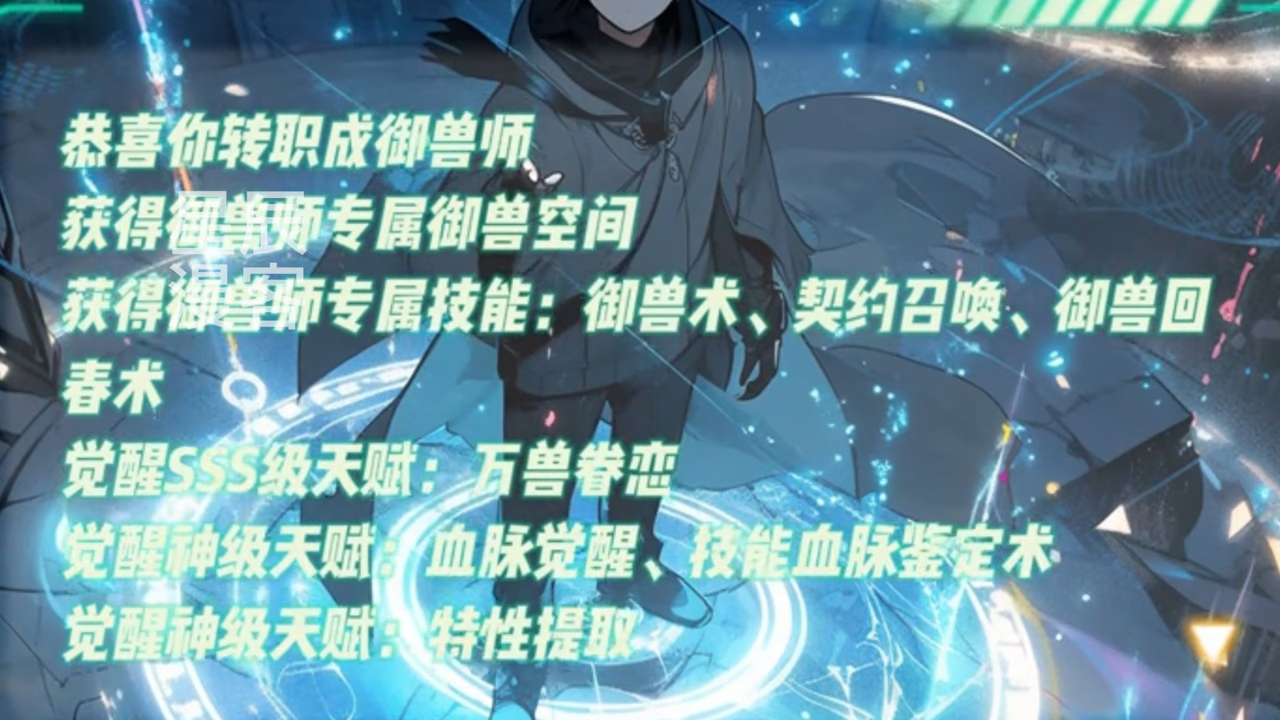 恭喜你转职成御兽师
获得御兽师专属御兽空间
获得御兽师专属技能：御兽术、契约召唤、御兽回
春术
觉醒SSS级天赋：万兽眷恋
觉醒神级天赋：血脉觉醒、技能血脉鉴定术
觉醒神级天赋：特性提取
漫客